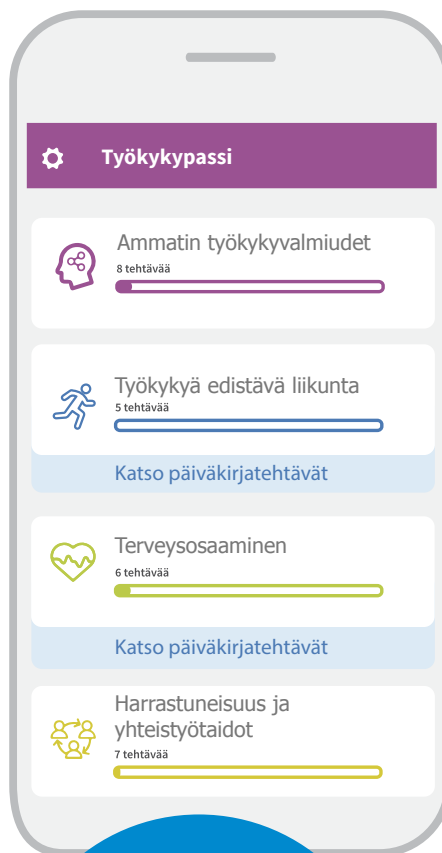 Työkykypassi
Ammatin työkykyvalmiudet
8 tehtävää
Työkykyä edistävä liikunta
5 tehtävää
Katso päiväkirjatehtävät
Terveysosaaminen
6 tehtävää
Katso päiväkirjatehtävät
Harrastuneisuus ja
yhteistyötaidot
7 tehtävää